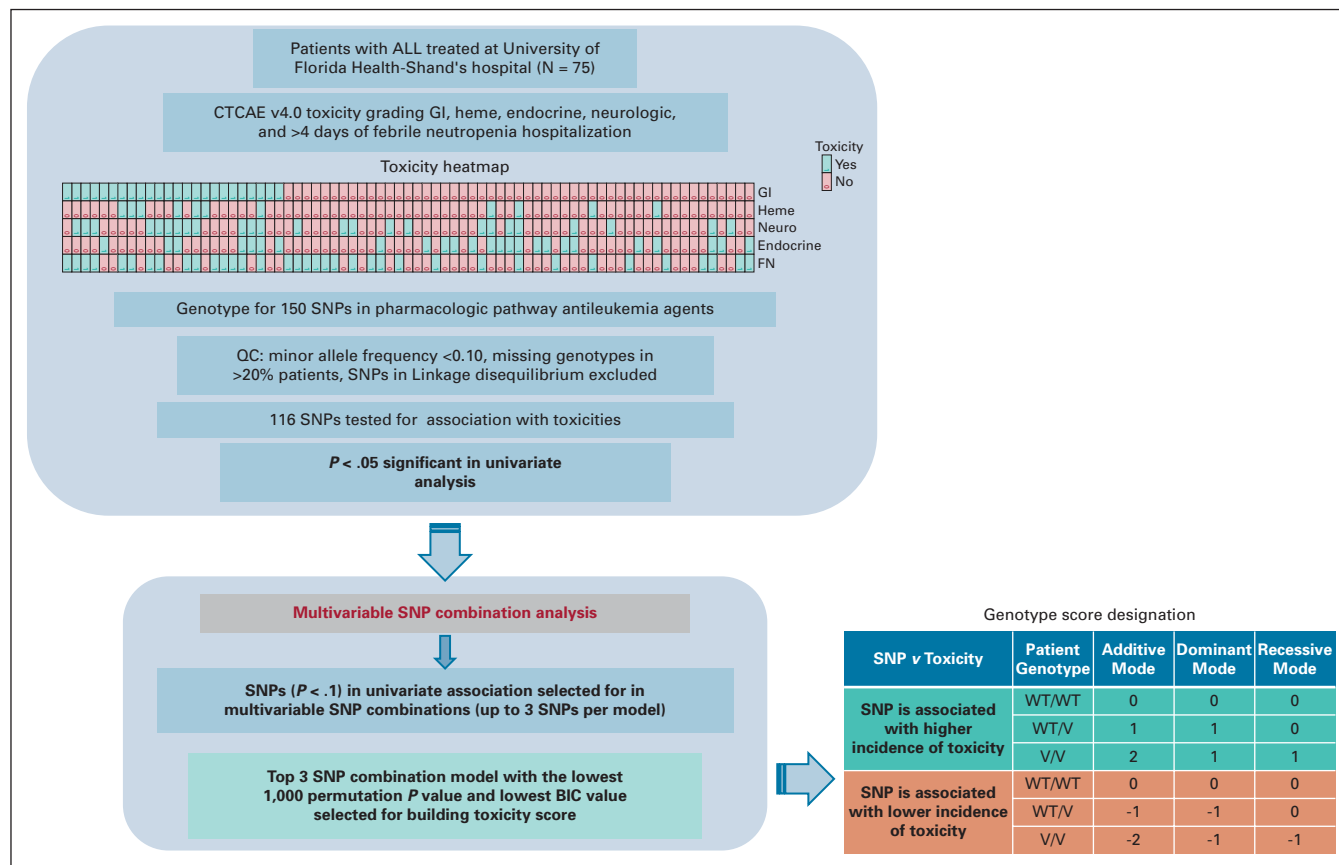 Patients with ALL treated at University of
Florida Health-Shand's hospital (N = 75)
CTCAE v4.0 toxicity grading GI, heme, endocrine, neurologic,
and >4 days of febrile neutropenia hospitalization
Toxicity heatmap
Toxicity
Yes
No
GI
Heme
Neuro
Endocrine
FN
Genotype for 150 SNPs in pharmacologic pathway antileukemia agents
QC: minor allele frequency <0.10, missing genotypes in
>20% patients, SNPs in Linkage disequilibrium excluded
116 SNPs tested for association with toxicities
P < .05 significant in univariate
analysis
Multivariable SNP combination analysis
SNPs (P < .1) in univariate association selected for in
multivariable SNP combinations (up to 3 SNPs per model)
Top 3 SNP combination model with the lowest
1,000 permutation P value and lowest BIC value
selected for building toxicity score
Genotype score designation
SNP v Toxicity
Patient
Genotype
Additive
Mode
Dominant
Mode
Recessive
Mode
SNP is associated
with higher
incidence of toxicity
WT/WT 0 0 0
WT/V 1 1 0
V/V 2 1 1
SNP is associated
with lower incidence
of toxicity
WT/WT 0 0 0
WT/V -1 -1 0
V/V -2 -1 -1